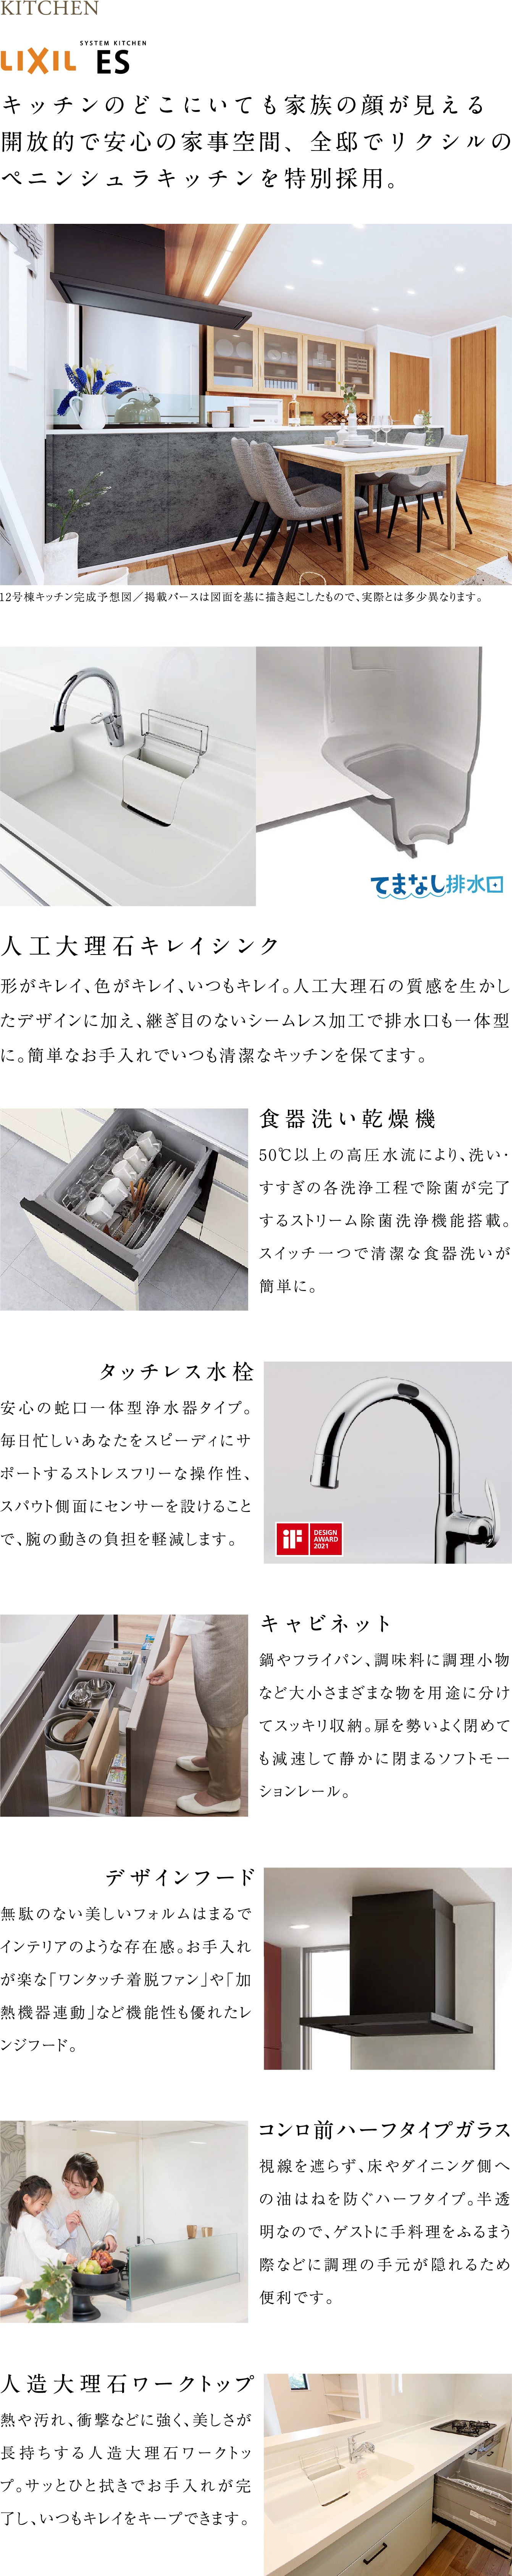 KITCHEN
SYSTEM KITCHEN
LIXIL ES
キッチンのどこにいても家族の顔が見える
開放的で安心の家事空間、全邸でリクシルの
ペニンシュラキッチンを特別採用。
12号棟キッチン完成予想図／掲載パースは図面を基に描き起こしたもので、実際とは多少異なります。
てまなし排水口
人工大理石キレイシンク
形がキレイ、色がキレイ、いつもキレイ。人工大理石の質感を生かし
たデザインに加え、継ぎ目のないシームレス加工で排水口も一体型
に。簡単なお手入れでいつも清潔なキッチンを保てます。
食器洗い乾燥機
50℃以上の高圧水流により、洗い・
すすぎの各洗浄工程で除菌が完了
するストリーム除菌洗浄機能搭載。
スイッチ一つで清潔な食器洗いが
簡単に。
タッチレス水栓
安心の蛇口一体型浄水器タイプ。
毎日忙しいあなたをスピーディにサ
ポートするストレスフリーな操作性、
スパウト側面にセンサーを設けること
で、腕の動きの負担を軽減します。
iF DESIGN
AWARD
2021
キャビネット
鍋やフライパン、調味料に調理小物
など大小さまざまな物を用途に分け
てスッキリ収納。扉を勢いよく閉めて
も減速して静かに閉まるソフトモー
ションレール。
デザインフード
無駄のない美しいフォルムはまるで
インテリアのような存在感。お手入れ
が楽な「ワンタッチ着脱ファン」や「加
熱機器連動」など機能性も優れたレ
ンジフード。
コンロ前ハーフタイプガラス
視線を遮らず、床やダイニング側へ
の油はねを防ぐハーフタイプ。半透
明なので、ゲストに手料理をふるまう
際などに調理の手元が隠れるため
便利です。
人造大理石ワークトップ
熱や汚れ、衝撃などに強く、美しさが
長持ちする人造大理石ワークトッ
プ。サッとひと拭きでお手入れが完
了し、いつもキレイをキープできます。